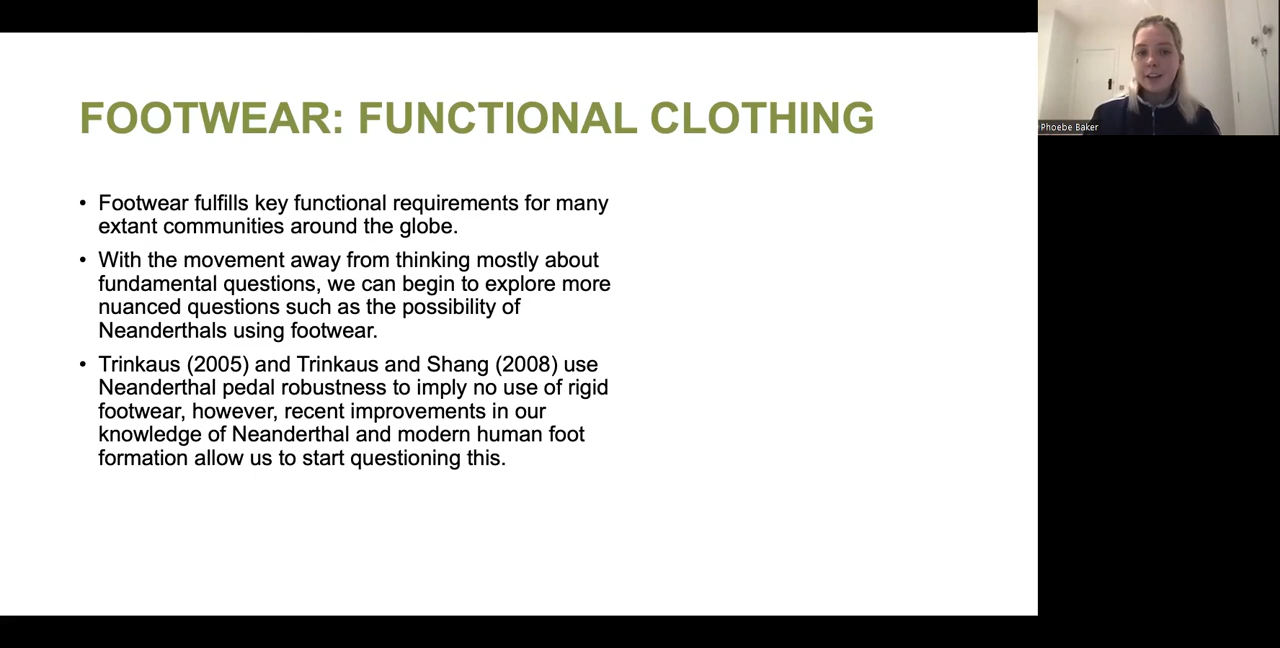 FOOTWEAR: FUNCTIONAL CLOTHING
• Footwear fulfills key functional requirements for many
extant communities around the globe.
• With the movement away from thinking mostly about
fundamental questions, we can begin to explore more
nuanced questions such as the possibility of
Neanderthals using footwear.
• Trinkaus (2005) and Trinkaus and Shang (2008) use
Neanderthal pedal robustness to imply no use of rigid
footwear, however, recent improvements in our
knowledge of Neanderthal and modern human foot
formation allow us to start questioning this.
Phoebe Baker